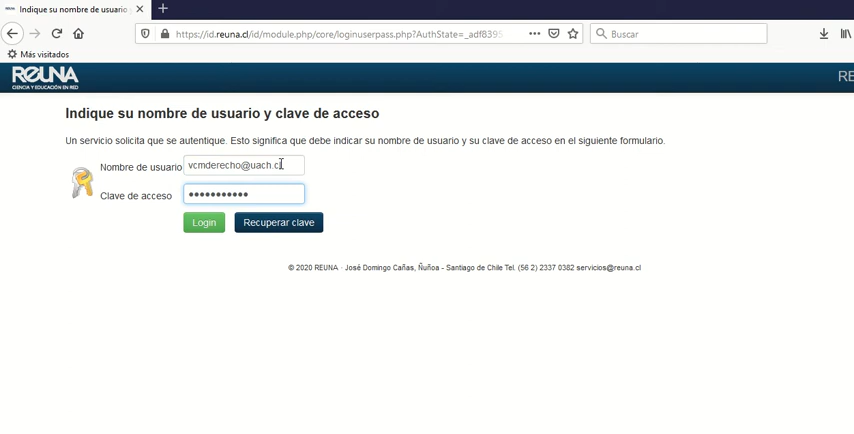 Indique su nombre de usuario
https://id.reuna.cl/id/module.php/core/loginuserpass.php?AuthState=_adf8395
Buscar
Más visitados
REUNA
CIENCIA Y EDUCACIÓN EN RED
RE
Indique su nombre de usuario y clave de acceso
Un servicio solicita que se autentique. Esto significa que debe indicar su nombre de usuario y su clave de acceso en el siguiente formulario.
Nombre de usuario vcmderecho@uach.cl
Clave de acceso •••••••••••
Login Recuperar clave
© 2020 REUNA · José Domingo Cañas, Ñuñoa - Santiago de Chile Tel. (56 2) 2337 0382 servicios@reuna.cl